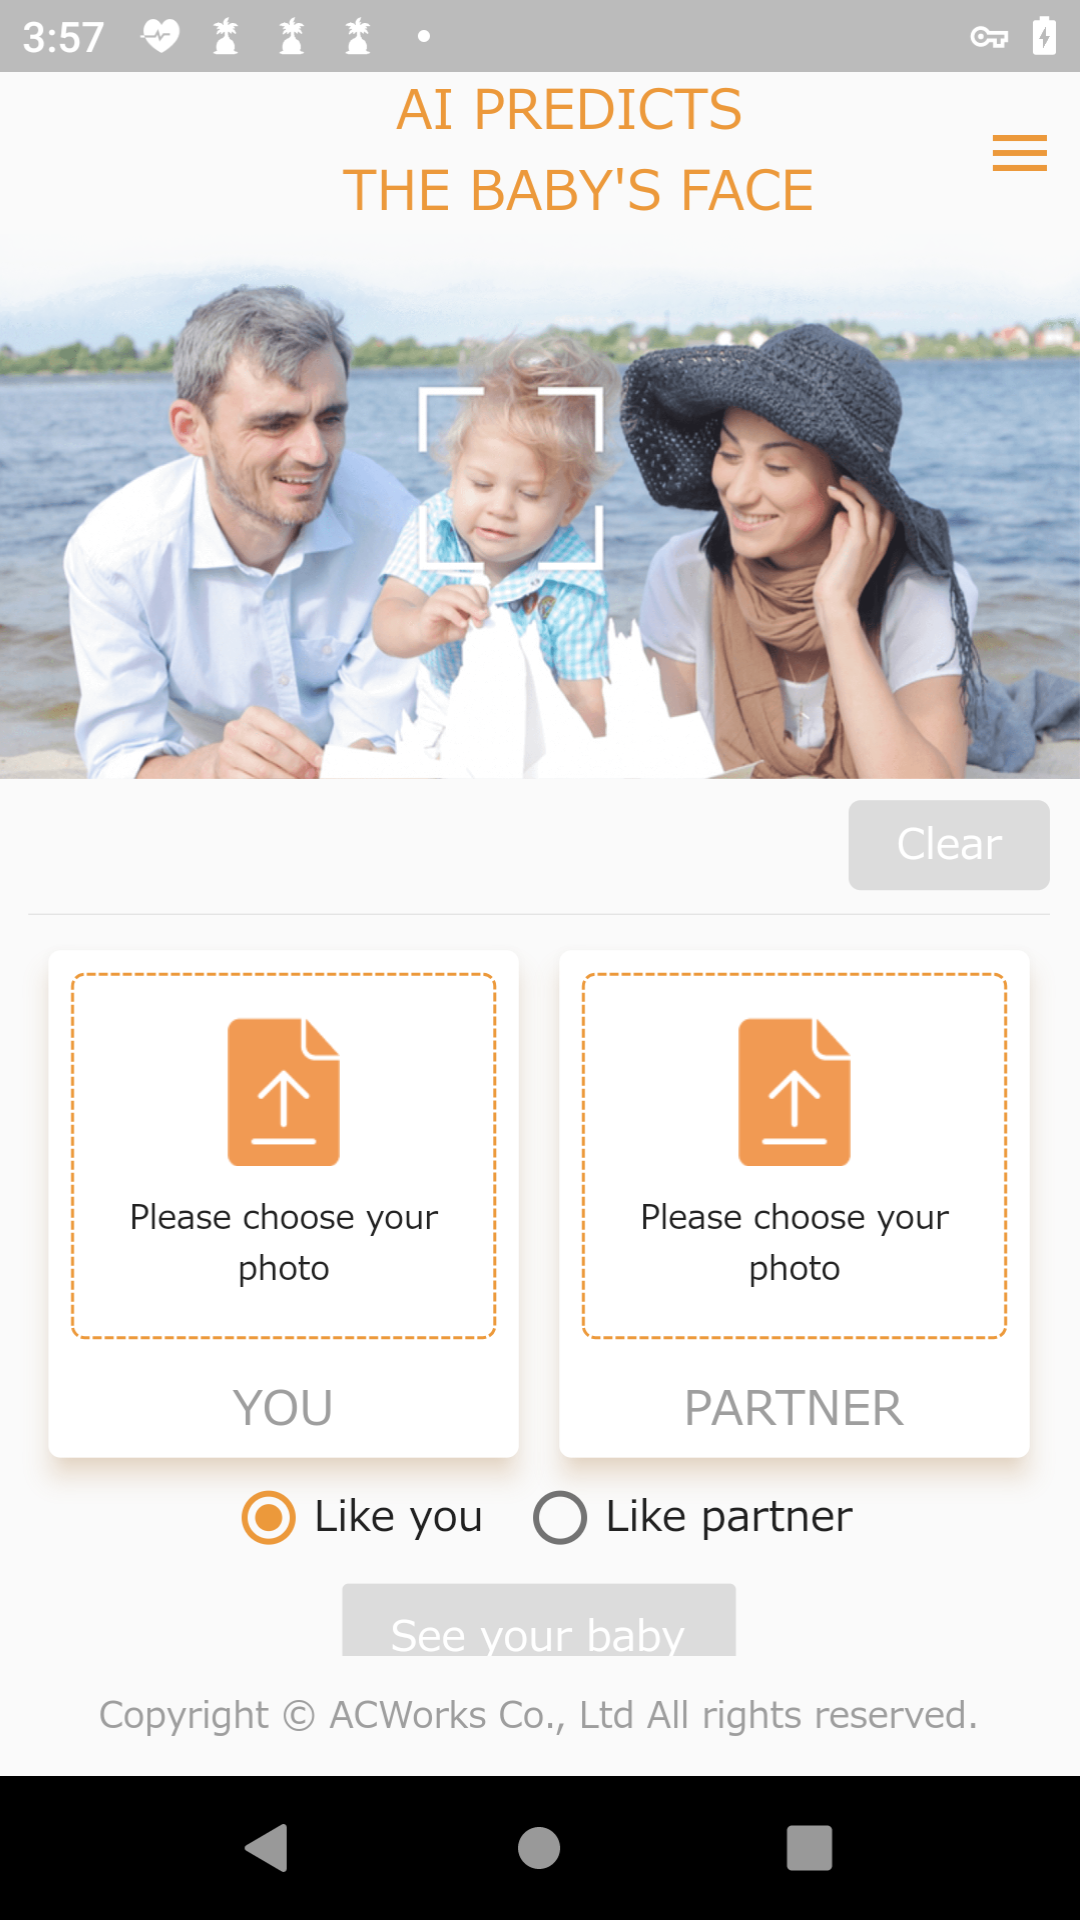 3:57
AI PREDICTS
THE BABY'S FACE
Clear
Please choose your
photo
YOU
Please choose your
photo
PARTNER
Like you
Like partner
See your baby
Copyright © ACWorks Co., Ltd All rights reserved.